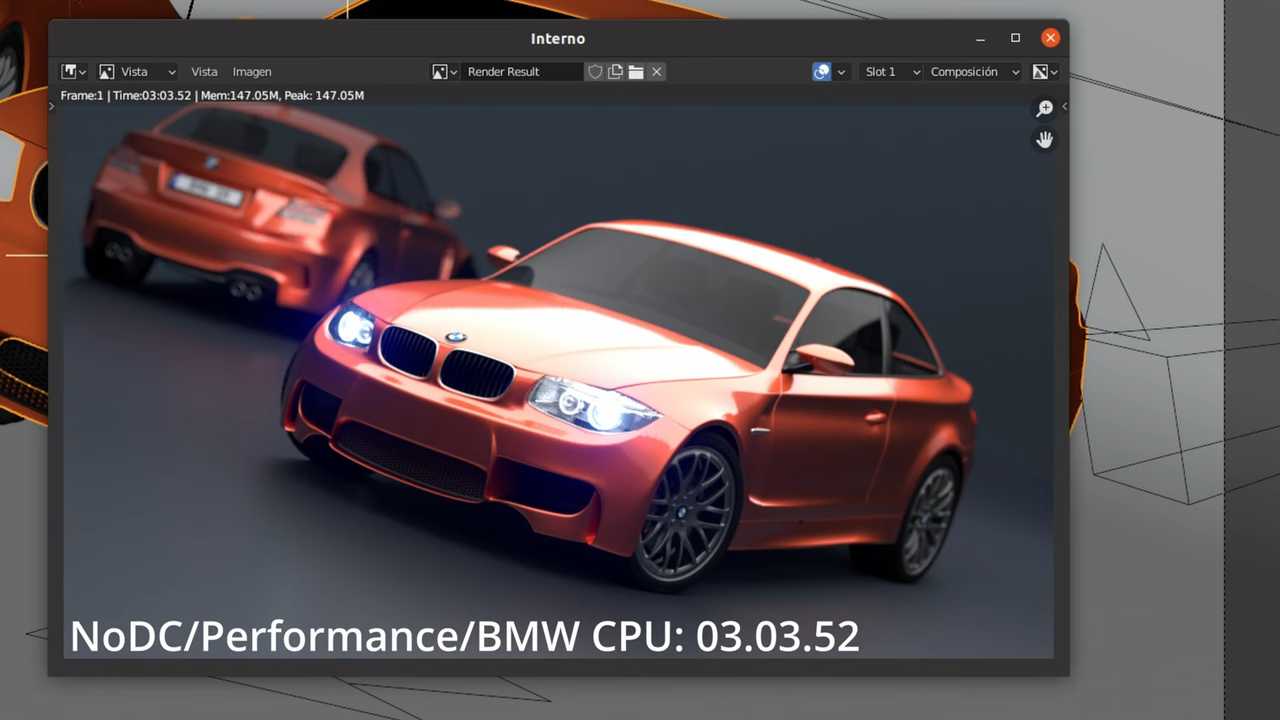 Interno
Vista Vista Imagen Render Result Slot 1 Composición
Frame:1 | Time:03:03.52 | Mem:147.05M, Peak: 147.05M
NoDC/Performance/BMW CPU: 03.03.52